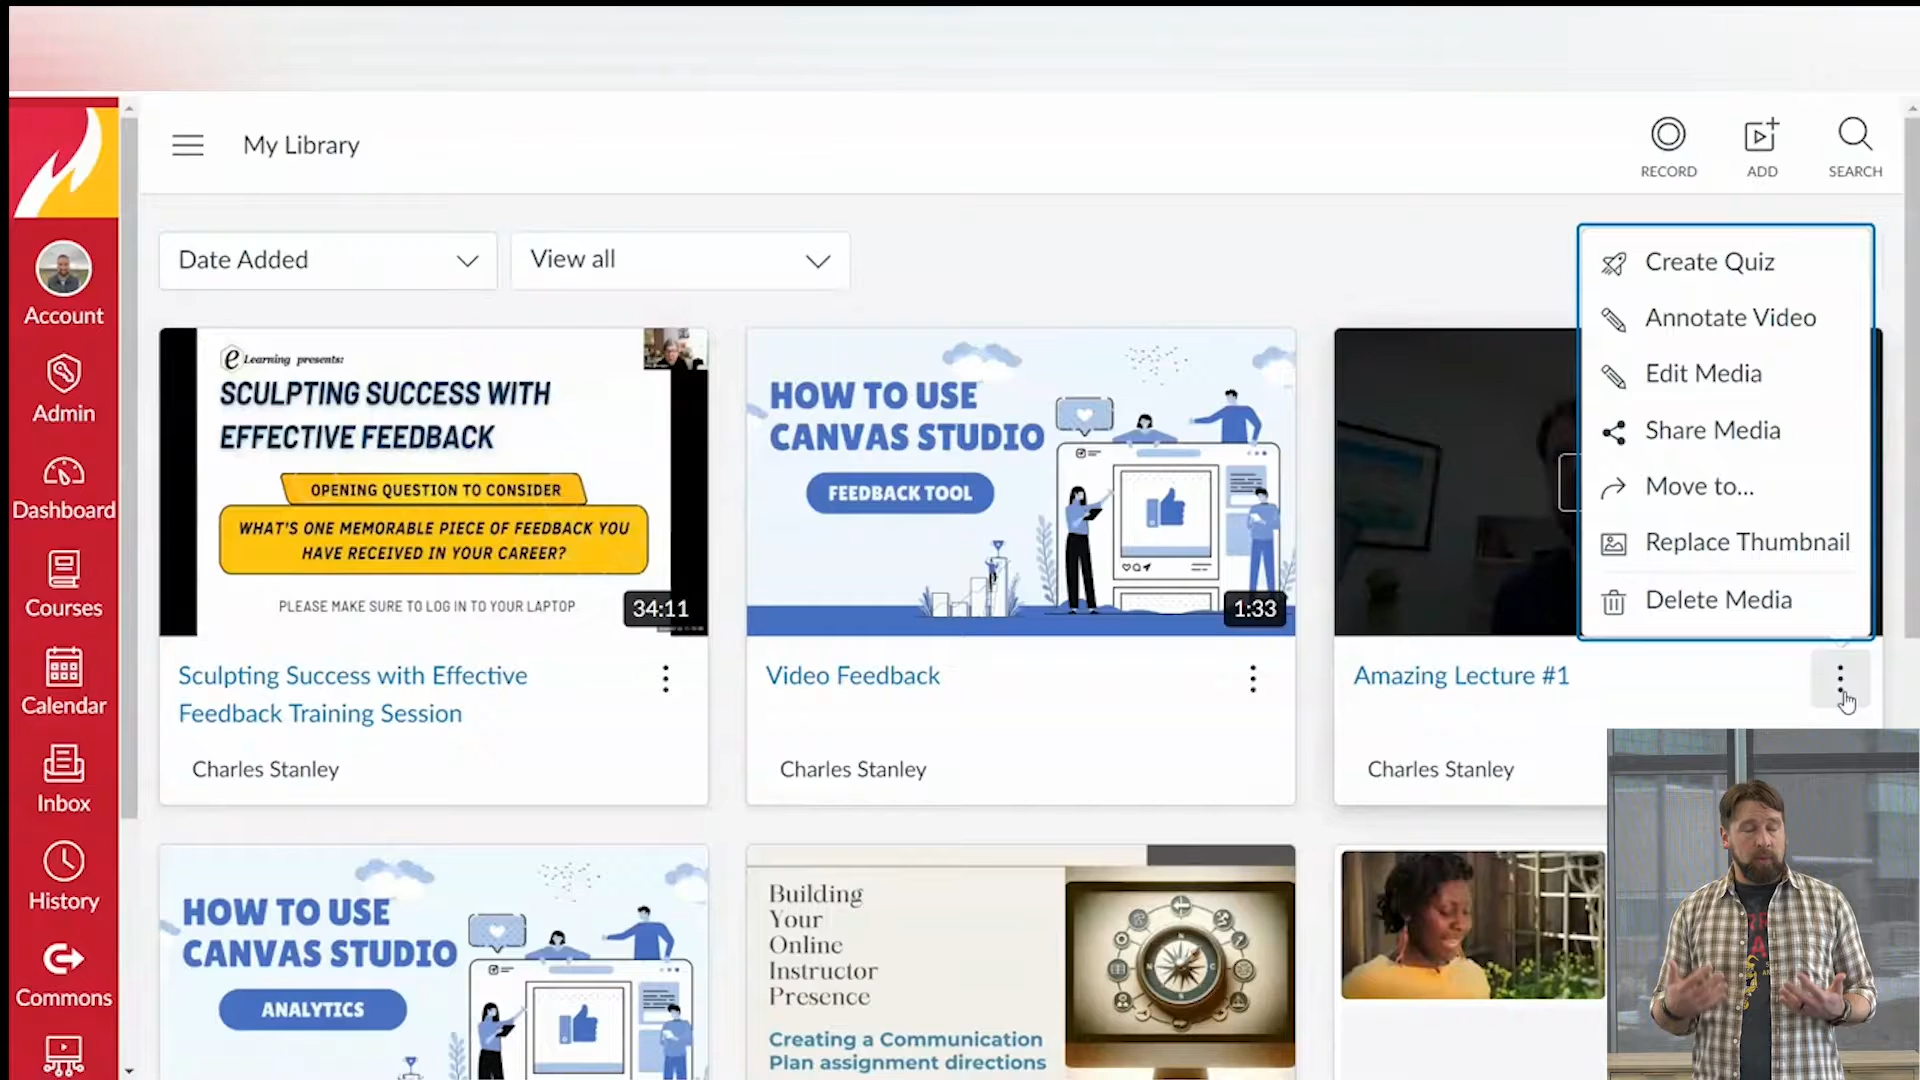 My Library
RECORD
ADD
SEARCH
Account
Admin
Dashboard
Courses
Calendar
Inbox
History
Commons
Date Added
View all
Create Quiz
Annotate Video
Edit Media
Share Media
Move to...
Replace Thumbnail
Delete Media
e Learning presents:
SCULPTING SUCCESS WITH
EFFECTIVE FEEDBACK
OPENING QUESTION TO CONSIDER
WHAT'S ONE MEMORABLE PIECE OF FEEDBACK YOU
HAVE RECEIVED IN YOUR CAREER?
PLEASE MAKE SURE TO LOG IN TO YOUR LAPTOP
34:11
HOW TO USE
CANVAS STUDIO
FEEDBACK TOOL
1:33
Sculpting Success with Effective
Feedback Training Session
Charles Stanley
Video Feedback
Charles Stanley
Amazing Lecture #1
Charles Stanley
HOW TO USE
CANVAS STUDIO
ANALYTICS
Building
Your
Online
Instructor
Presence
Creating a Communication
Plan assignment directions